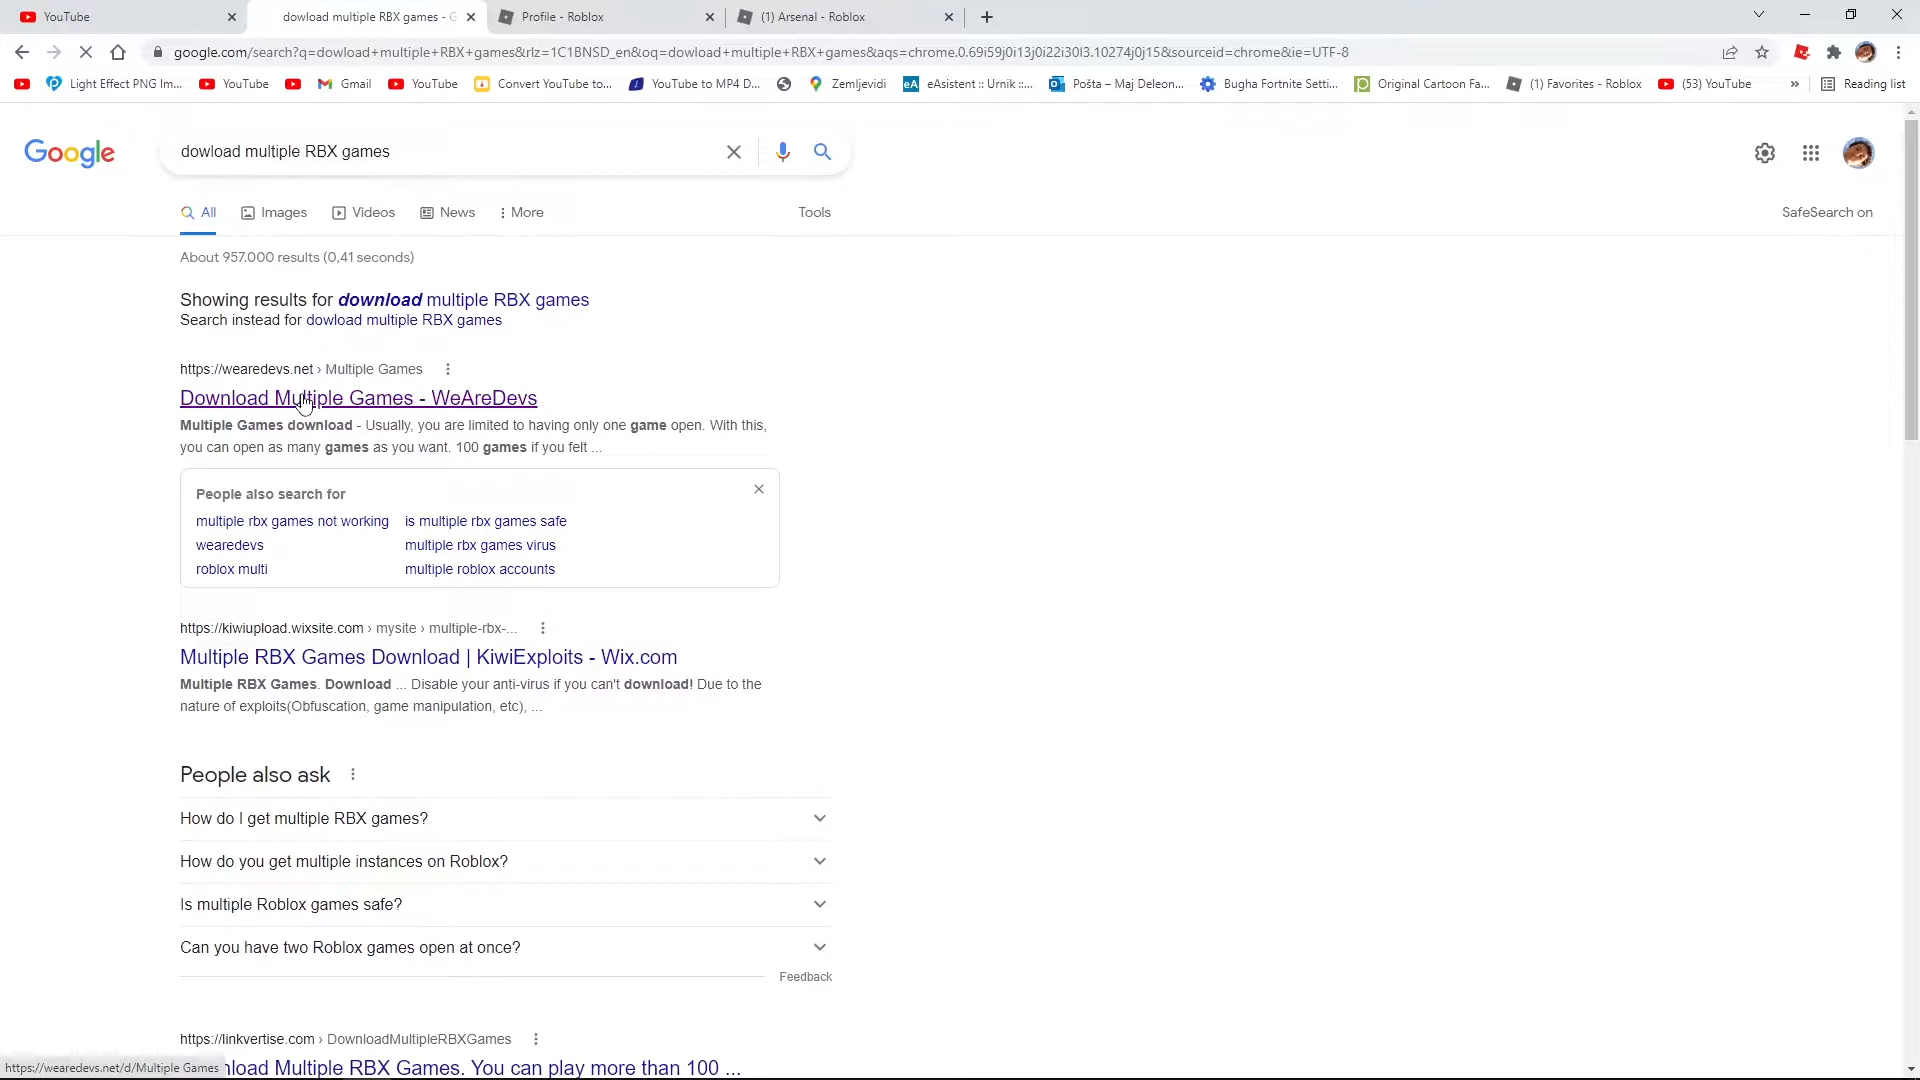 YouTube
dowload multiple RBX games - G
Profile - Roblox
(1) Arsenal - Roblox
google.com/search?q=dowload+multiple+RBX+games&rlz=1C1BNSD_en&oq=dowload+multiple+RBX+games&aqs=chrome.0.69i59j0i13j0i22i30l3.10274j0j15&sourceid=chrome&ie=UTF-8
Light Effect PNG Im...
YouTube
Gmail
YouTube
Convert YouTube to...
YouTube to MP4 D...
Zemljevidi
eA
eAsistent :: Urnik ::...
Pošta – Maj Deleon...
Bugha Fortnite Setti...
Original Cartoon Fa...
(1) Favorites - Roblox
(53) YouTube
»
Reading list
Google
dowload multiple RBX games
All
Images
Videos
News
More
Tools
SafeSearch on
About 957.000 results (0,41 seconds)
Showing results for download multiple RBX games
Search instead for dowload multiple RBX games
https://wearedevs.net › Multiple Games
Download Multiple Games - WeAreDevs
Multiple Games download - Usually, you are limited to having only one game open. With this,
you can open as many games as you want. 100 games if you felt ...
People also search for
multiple rbx games not working is multiple rbx games safe
wearedevs multiple rbx games virus
roblox multi multiple roblox accounts
https://kiwiupload.wixsite.com › mysite › multiple-rbx-...
Multiple RBX Games Download | KiwiExploits - Wix.com
Multiple RBX Games. Download ... Disable your anti-virus if you can't download! Due to the
nature of exploits(Obfuscation, game manipulation, etc), ...
People also ask
How do I get multiple RBX games?
How do you get multiple instances on Roblox?
Is multiple Roblox games safe?
Can you have two Roblox games open at once?
Feedback
https://linkvertise.com › DownloadMultipleRBXGames
nload Multiple RBX Games. You can play more than 100 ...
https://wearedevs.net/d/Multiple Games